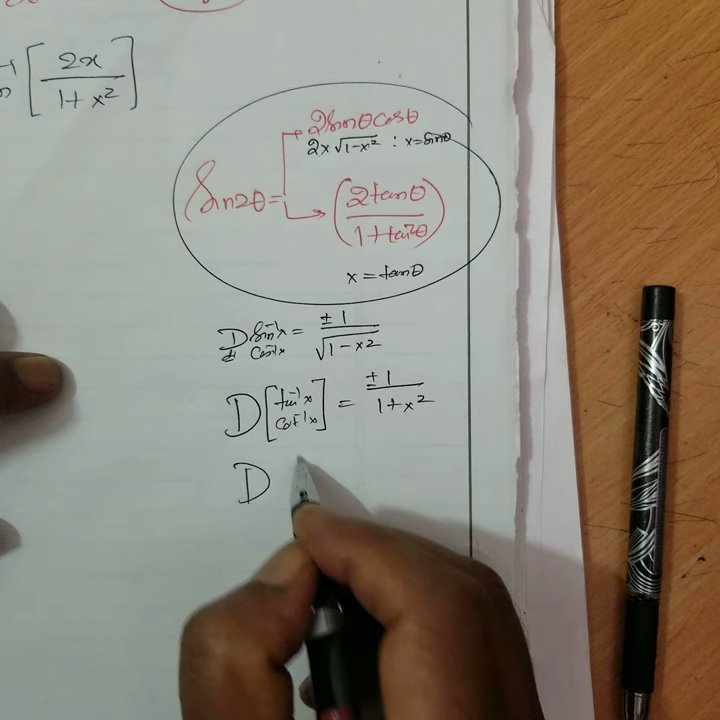 [2x / 1+x²]
2sinθcosθ
2x√1-x² : x=sinθ
Sin2θ =
(2tanθ / 1+tan²θ)
x = tanθ
D sin⁻¹x = ±1 / √1-x²
cos⁻¹x
D [tan⁻¹x cot⁻¹x] = ±1 / 1+x²
D